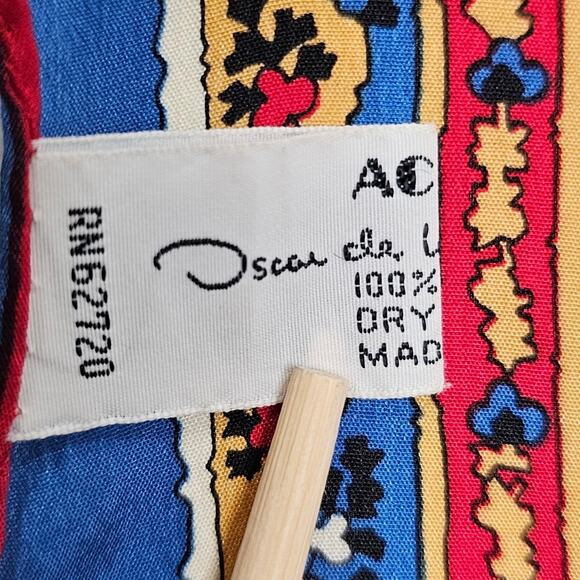 AC
Oscar de l
100%
DRY
MAD
RN62720